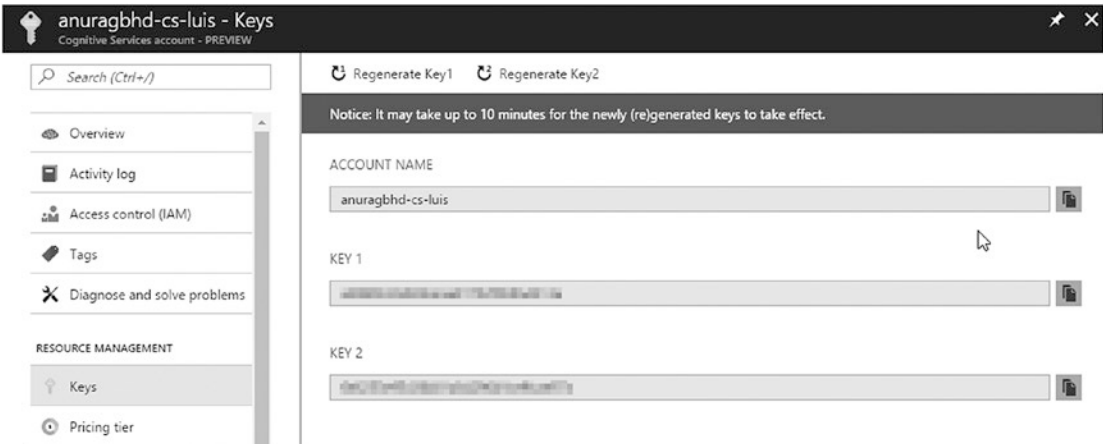 anuragbhd-cs-luis - Keys
Cognitive Services account - PREVIEW
Search (Ctrl+/)
Overview
Activity log
Access control (IAM)
Tags
Diagnose and solve problems
RESOURCE MANAGEMENT
Keys
Pricing tier
Regenerate Key1 Regenerate Key2
Notice: It may take up to 10 minutes for the newly (re)generated keys to take effect.
ACCOUNT NAME
anuragbhd-cs-luis
KEY 1
KEY 2